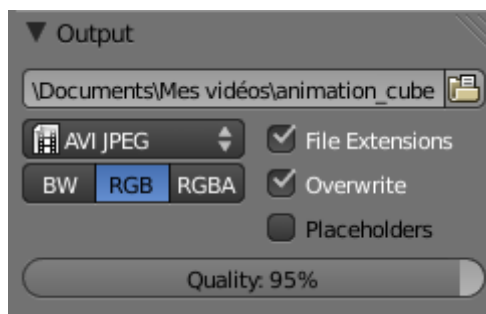 Output
\Documents\Mes vidéos\animation_cube
AVI JPEG
File Extensions
BW RGB RGBA
Overwrite
Placeholders
Quality: 95%